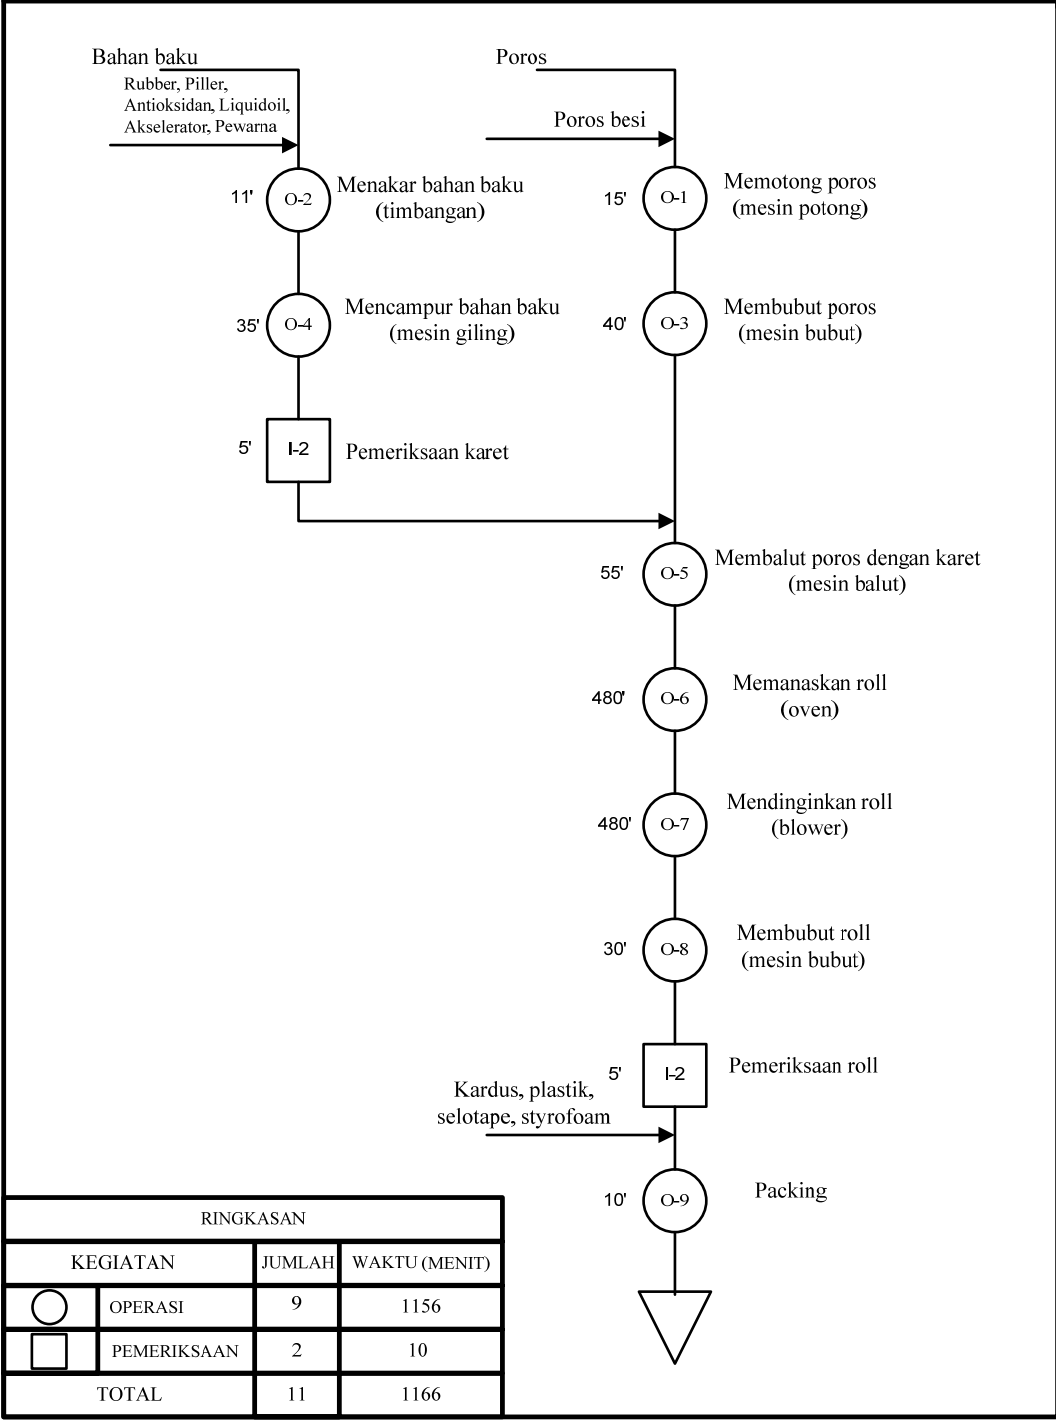 Bahan baku
Rubber, Piller,
Antioksidan, Liquidoil,
Akselerator, Pewarna
Poros
Poros besi
11'
O-2
Menakar bahan baku
(timbangan)
15'
O-1
Memotong poros
(mesin potong)
35'
O-4
Mencampur bahan baku
(mesin giling)
40'
O-3
Membubut poros
(mesin bubut)
5'
I-2
Pemeriksaan karet
55'
O-5
Membalut poros dengan karet
(mesin balut)
480'
O-6
Memanaskan roll
(oven)
480'
O-7
Mendinginkan roll
(blower)
30'
O-8
Membubut roll
(mesin bubut)
5'
I-2
Pemeriksaan roll
Kardus, plastik,
selotape, styrofoam
10'
O-9
Packing
RINGKASAN
KEGIATAN JUMLAH WAKTU (MENIT)
OPERASI 9 1156
PEMERIKSAAN 2 10
TOTAL 11 1166